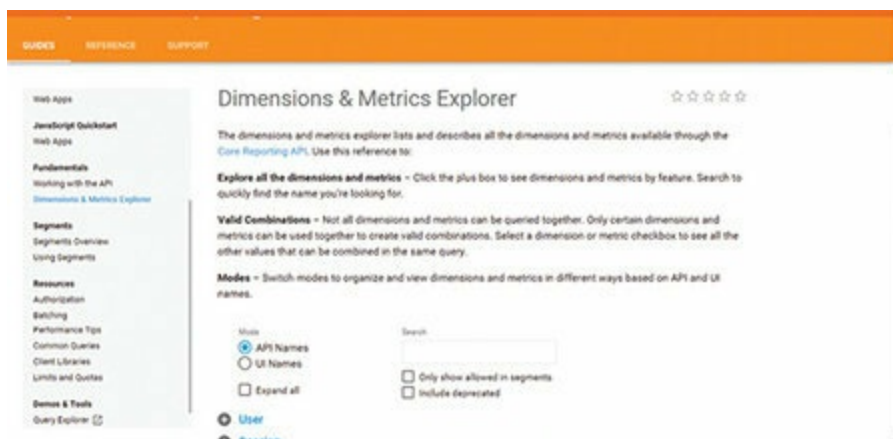 GUIDES REFERENCE SUPPORT
Web Apps
JavaScript Quickstart
Web Apps
Fundamentals
Working with the API
Dimensions & Metrics Explorer
Segments
Segments Overview
Using Segments
Resources
Authorization
Batching
Performance Tips
Common Queries
Client Libraries
Limits and Quotas
Demos & Tools
Query Explorer
Dimensions & Metrics Explorer
The dimensions and metrics explorer lists and describes all the dimensions and metrics available through the
Core Reporting API. Use this reference to:
Explore all the dimensions and metrics – Click the plus box to see dimensions and metrics by feature. Search to
quickly find the name you're looking for.
Valid Combinations – Not all dimensions and metrics can be queried together. Only certain dimensions and
metrics can be used together to create valid combinations. Select a dimension or metric checkbox to see all the
other values that can be combined in the same query.
Modes – Switch modes to organize and view dimensions and metrics in different ways based on API and UI
names.
Mode
API Names
UI Names
Expand all
Search
Only show allowed in segments
Include deprecated
User